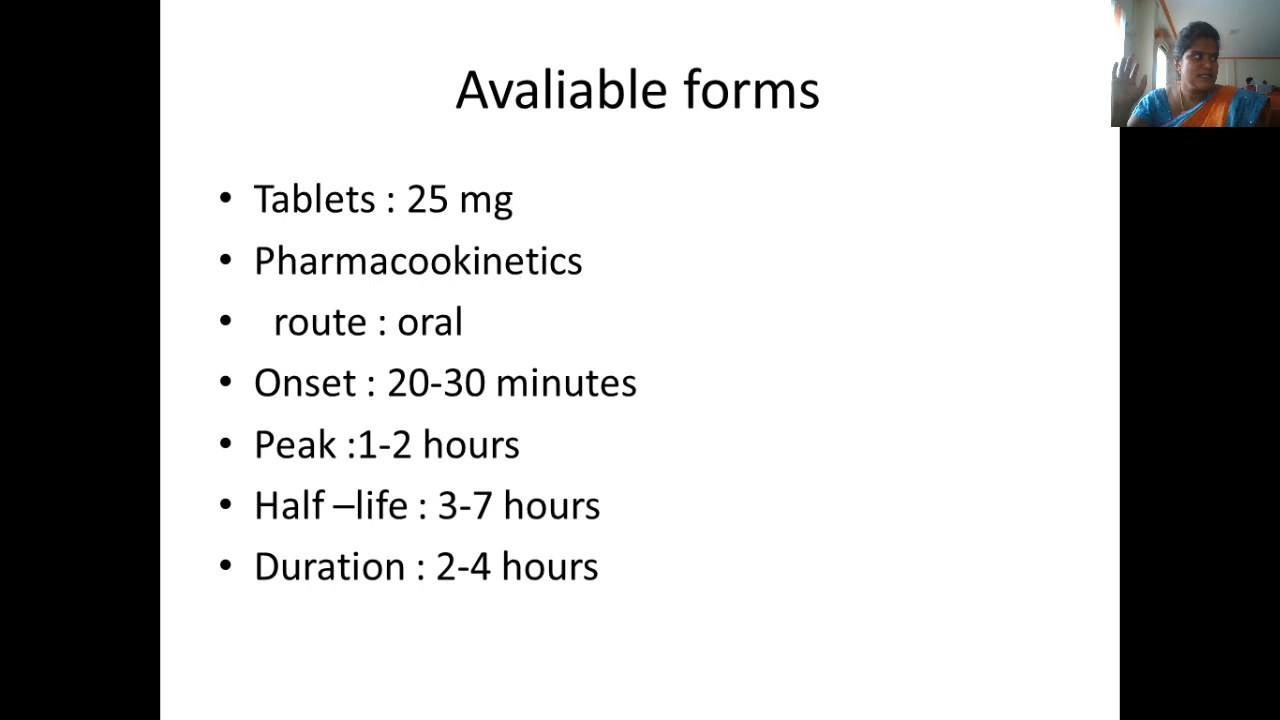 Avaliable forms
• Tablets : 25 mg
• Pharmacookinetics
• route : oral
• Onset : 20-30 minutes
• Peak :1-2 hours
• Half –life : 3-7 hours
• Duration : 2-4 hours